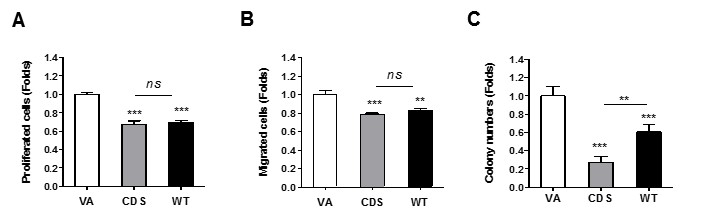 A
Proliferated cells (Folds)
1.4
1.2
1.0
0.8
0.6
0.4
0.2
0.0
ns
***
***
VA CDS WT
B
Migrated cells (Folds)
1.4
1.2
1.0
0.8
0.6
0.4
0.2
0.0
ns
***
**
VA CDS WT
C
Colony numbers (Folds)
1.4
1.2
1.0
0.8
0.6
0.4
0.2
0.0
**
***
***
VA CDS WT